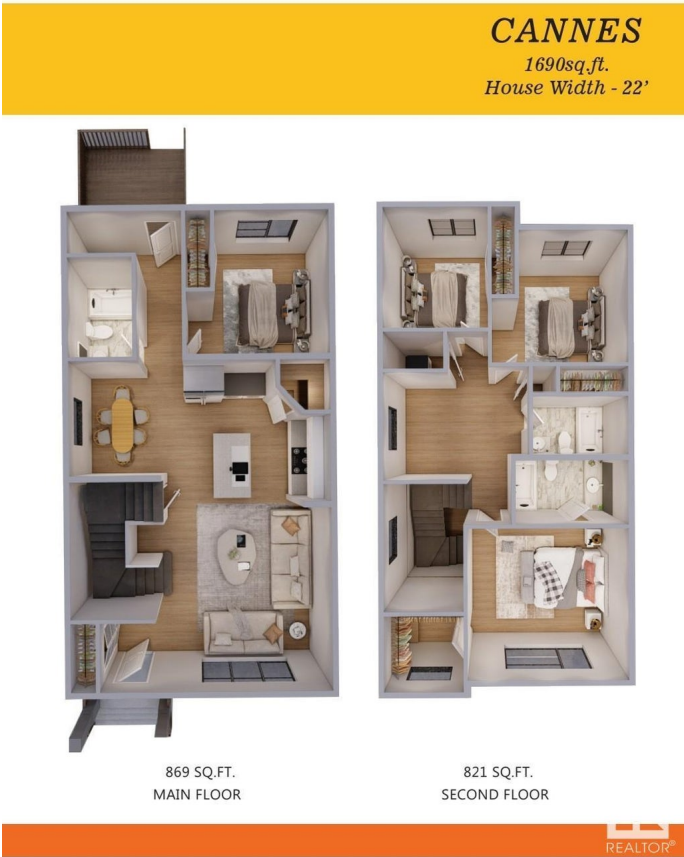 CANNES
1690sq.ft.
House Width - 22’
869 SQ.FT.
MAIN FLOOR
821 SQ.FT.
SECOND FLOOR
REALTOR®